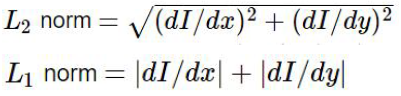 L₂ norm = √((dI/dx)² + (dI/dy)²)
L₁ norm = |dI/dx| + |dI/dy|